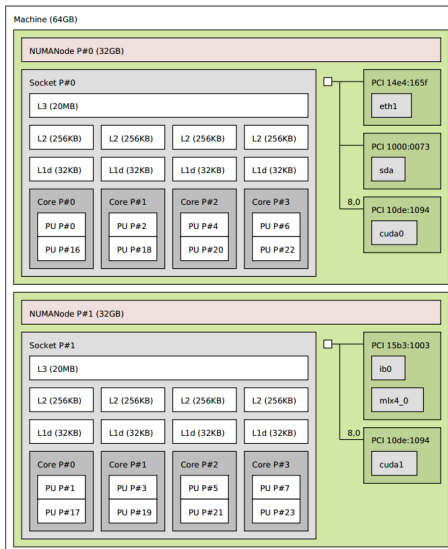 Machine (64GB)
NUMANode P#0 (32GB)
Socket P#0
L3 (20MB)
L2 (256KB) L2 (256KB) L2 (256KB) L2 (256KB)
L1d (32KB) L1d (32KB) L1d (32KB) L1d (32KB)
Core P#0 Core P#1 Core P#2 Core P#3
PU P#0 PU P#2 PU P#4 PU P#6
PU P#16 PU P#18 PU P#20 PU P#22
PCI 14e4:165f
eth1
PCI 1000:0073
sda
8,0
PCI 10de:1094
cuda0
NUMANode P#1 (32GB)
Socket P#1
L3 (20MB)
L2 (256KB) L2 (256KB) L2 (256KB) L2 (256KB)
L1d (32KB) L1d (32KB) L1d (32KB) L1d (32KB)
Core P#0 Core P#1 Core P#2 Core P#3
PU P#1 PU P#3 PU P#5 PU P#7
PU P#17 PU P#19 PU P#21 PU P#23
PCI 15b3:1003
ib0
mlx4_0
8,0
PCI 10de:1094
cuda1